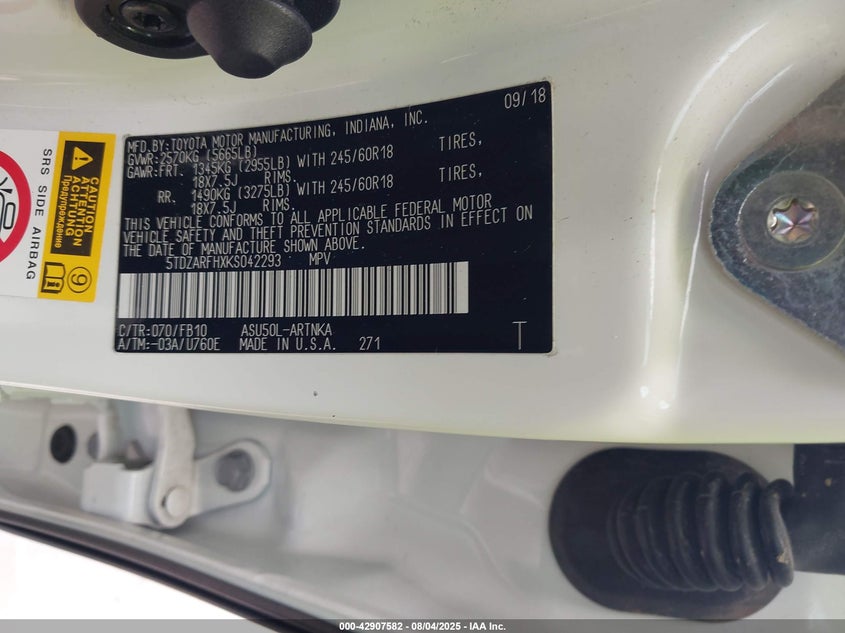 09/18
MFD.BY:TOYOTA MOTOR MANUFACTURING, INDIANA, INC.
GVWR:2570KG (5665LB)
GAWR:FRT. 1345KG (2955LB) WITH 245/60R18 TIRES,
18X7.5J RIMS.
RR. 1490KG (3275LB) WITH 245/60R18 TIRES,
18X7.5J RIMS.
THIS VEHICLE CONFORMS TO ALL APPLICABLE FEDERAL MOTOR
VEHICLE SAFETY AND THEFT PREVENTION STANDARDS IN EFFECT ON
THE DATE OF MANUFACTURE SHOWN ABOVE.
5TDZARFHXKS042293 MPV
C/TR:070/FB10 ASU50L-ARTNKA
A/TM:-03A/U760E MADE IN U.S.A. 271 T
SRS SIDE AIRBAG
CAUTION
ATTENTION
ACHTUNG
Предупреждение
9
000-42907582 - 08/04/2025 - IAA Inc.